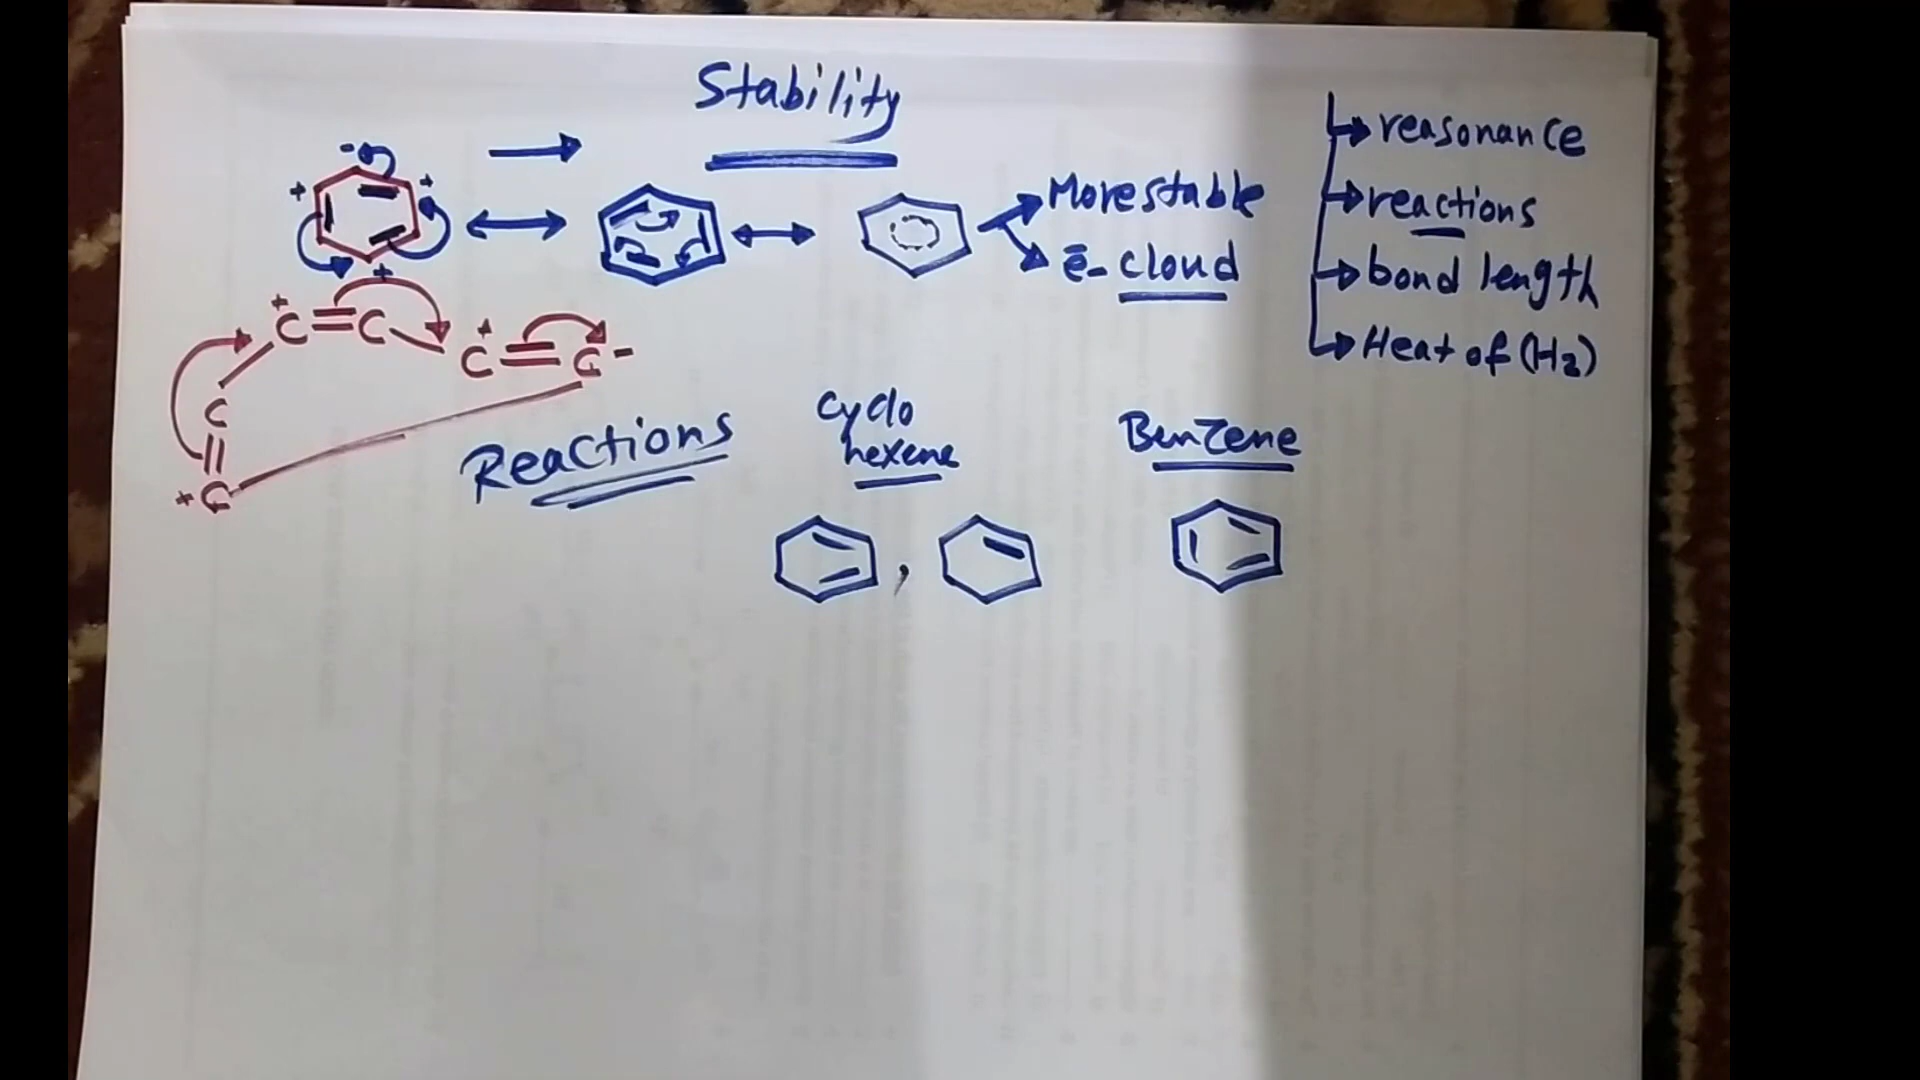 Stability
reasonance
reactions
bond length
Heat of (H2)
- + + +
More stable
ē- cloud
+ C = C
+ C = C -
C
+ C
Reactions
Cyclo
hexene
,
Benzene